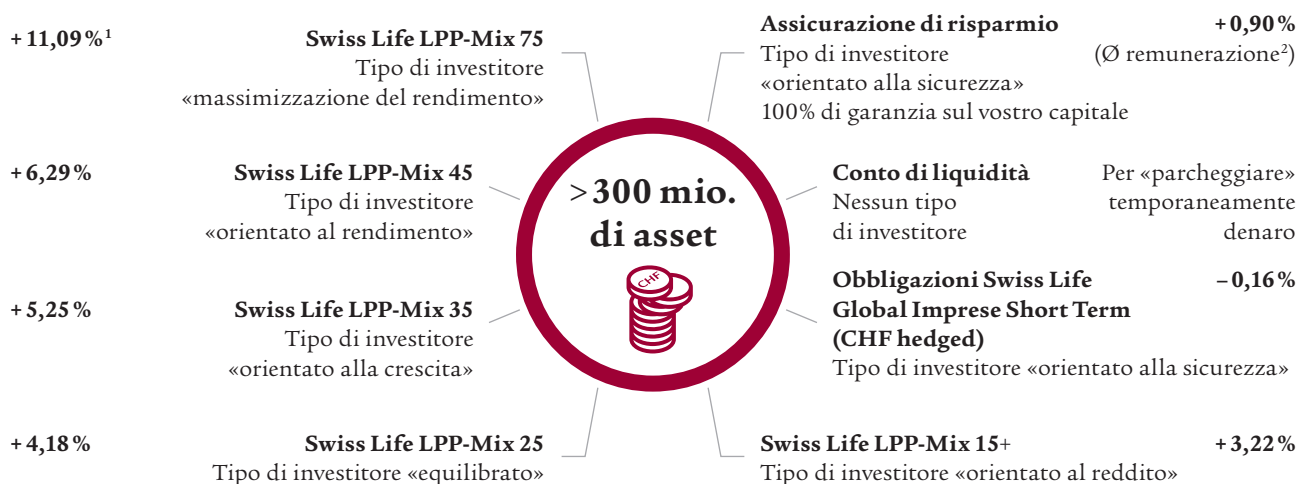 +11,09%¹ Swiss Life LPP-Mix 75
Tipo di investitore
«massimizzazione del rendimento»
+6,29% Swiss Life LPP-Mix 45
Tipo di investitore
«orientato al rendimento»
+5,25% Swiss Life LPP-Mix 35
Tipo di investitore
«orientato alla crescita»
+4,18% Swiss Life LPP-Mix 25
Tipo di investitore «equilibrato»
>300 mio.
di asset
CHF
Assicurazione di risparmio +0,90%
Tipo di investitore (Ø remunerazione²)
«orientato alla sicurezza»
100% di garanzia sul vostro capitale
Conto di liquidità Per «parcheggiare»
Nessun tipo temporaneamente
di investitore denaro
Obbligazioni Swiss Life –0,16%
Global Imprese Short Term
(CHF hedged)
Tipo di investitore «orientato alla sicurezza»
Swiss Life LPP-Mix 15+ +3,22%
Tipo di investitore «orientato al reddito»